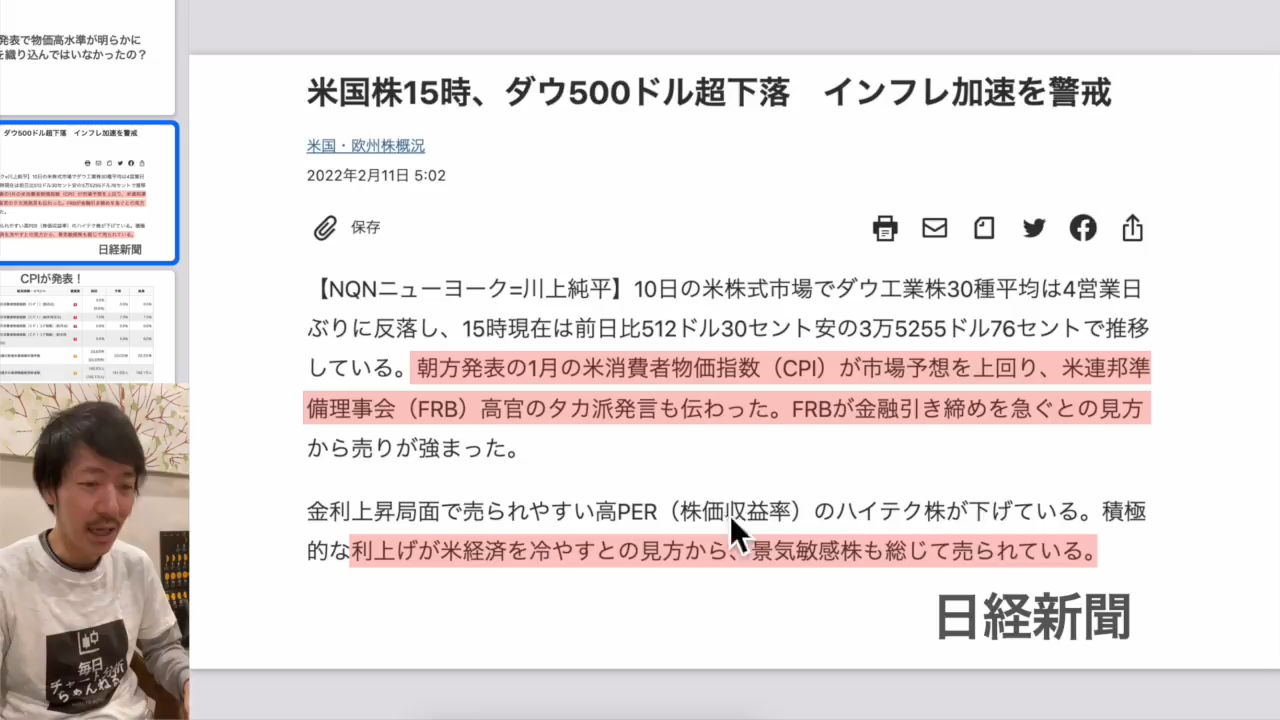 発表で物価高水準が明らかに
を織り込んではいなかったの？
ダウ500ドル超下落　インフレ加速を警戒
日経新聞
CPIが発表！
米国株15時、ダウ500ドル超下落　インフレ加速を警戒
米国・欧州株概況
2022年2月11日 5:02
保存
【NQNニューヨーク=川上純平】10日の米株式市場でダウ工業株30種平均は4営業日
ぶりに反落し、15時現在は前日比512ドル30セント安の3万5255ドル76セントで推移
している。朝方発表の1月の米消費者物価指数（CPI）が市場予想を上回り、米連邦準
備理事会（FRB）高官のタカ派発言も伝わった。FRBが金融引き締めを急ぐとの見方
から売りが強まった。
金利上昇局面で売られやすい高PER（株価収益率）のハイテク株が下げている。積極
的な利上げが米経済を冷やすとの見方から、景気敏感株も総じて売られている。
日経新聞
毎日
チャート分析
ちゃんねる